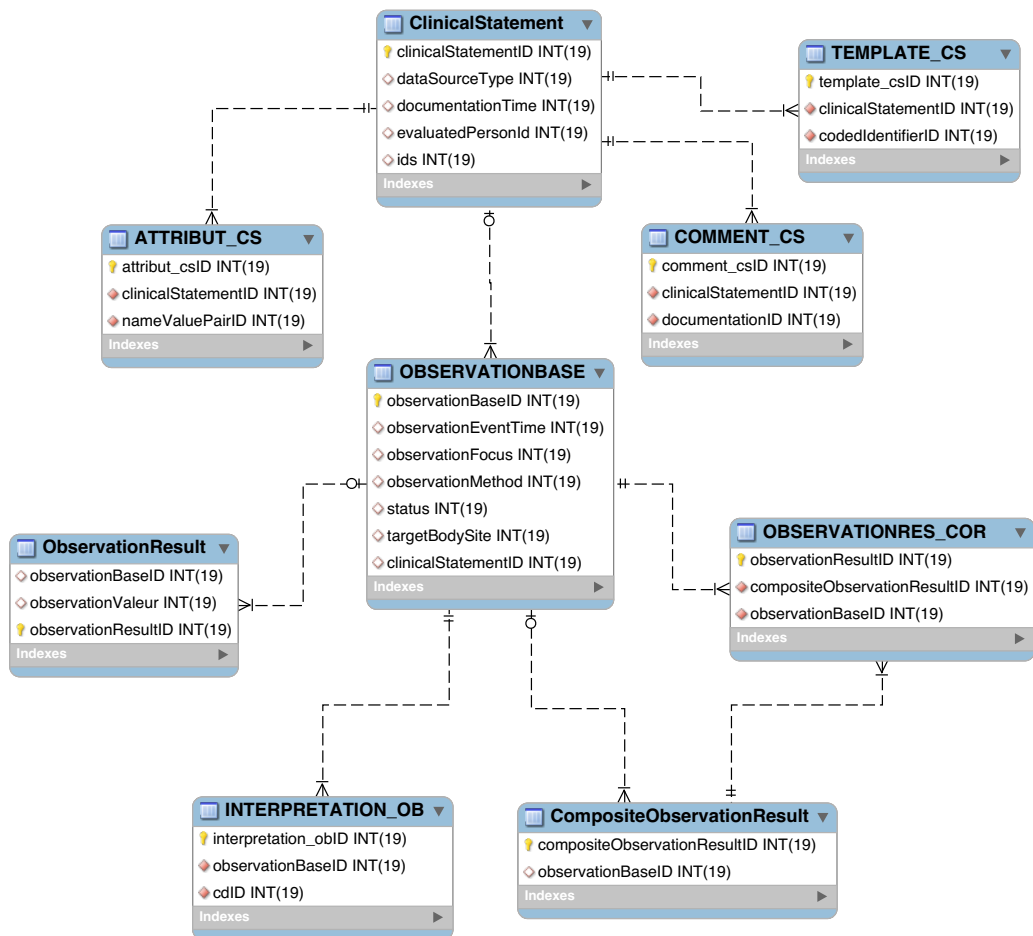 ClinicalStatement
clinicalStatementID INT(19)
dataSourceType INT(19)
documentationTime INT(19)
evaluatedPersonId INT(19)
ids INT(19)
Indexes
TEMPLATE_CS
template_csID INT(19)
clinicalStatementID INT(19)
codedIdentifierID INT(19)
Indexes
ATTRIBUT_CS
attribut_csID INT(19)
clinicalStatementID INT(19)
nameValuePairID INT(19)
Indexes
COMMENT_CS
comment_csID INT(19)
clinicalStatementID INT(19)
documentationID INT(19)
Indexes
OBSERVATIONBASE
observationBaseID INT(19)
observationEventTime INT(19)
observationFocus INT(19)
observationMethod INT(19)
status INT(19)
targetBodySite INT(19)
clinicalStatementID INT(19)
Indexes
ObservationResult
observationBaseID INT(19)
observationValeur INT(19)
observationResultID INT(19)
Indexes
OBSERVATIONRES_COR
observationResultID INT(19)
compositeObservationResultID INT(19)
observationBaseID INT(19)
Indexes
INTERPRETATION_OB
interpretation_obID INT(19)
observationBaseID INT(19)
cdID INT(19)
Indexes
CompositeObservationResult
compositeObservationResultID INT(19)
observationBaseID INT(19)
Indexes